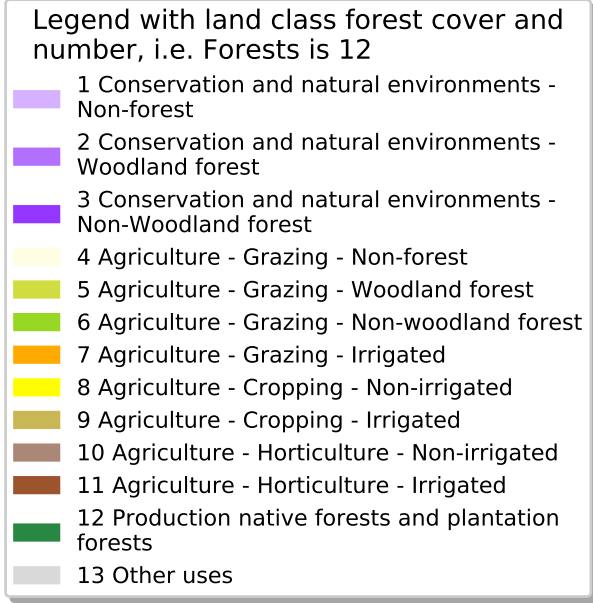 Legend with land class forest cover and
number, i.e. Forests is 12
1 Conservation and natural environments -
Non-forest
2 Conservation and natural environments -
Woodland forest
3 Conservation and natural environments -
Non-Woodland forest
4 Agriculture - Grazing - Non-forest
5 Agriculture - Grazing - Woodland forest
6 Agriculture - Grazing - Non-woodland forest
7 Agriculture - Grazing - Irrigated
8 Agriculture - Cropping - Non-irrigated
9 Agriculture - Cropping - Irrigated
10 Agriculture - Horticulture - Non-irrigated
11 Agriculture - Horticulture - Irrigated
12 Production native forests and plantation
forests
13 Other uses